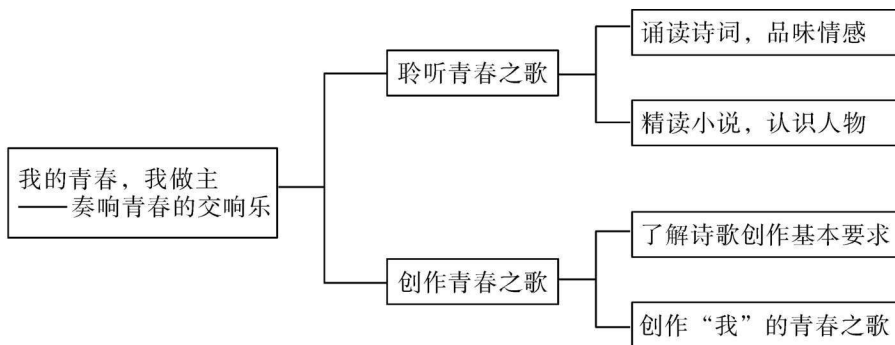 我的青春，我做主
——奏响青春的交响乐
聆听青春之歌
诵读诗词，品味情感
精读小说，认识人物
创作青春之歌
了解诗歌创作基本要求
创作“我”的青春之歌